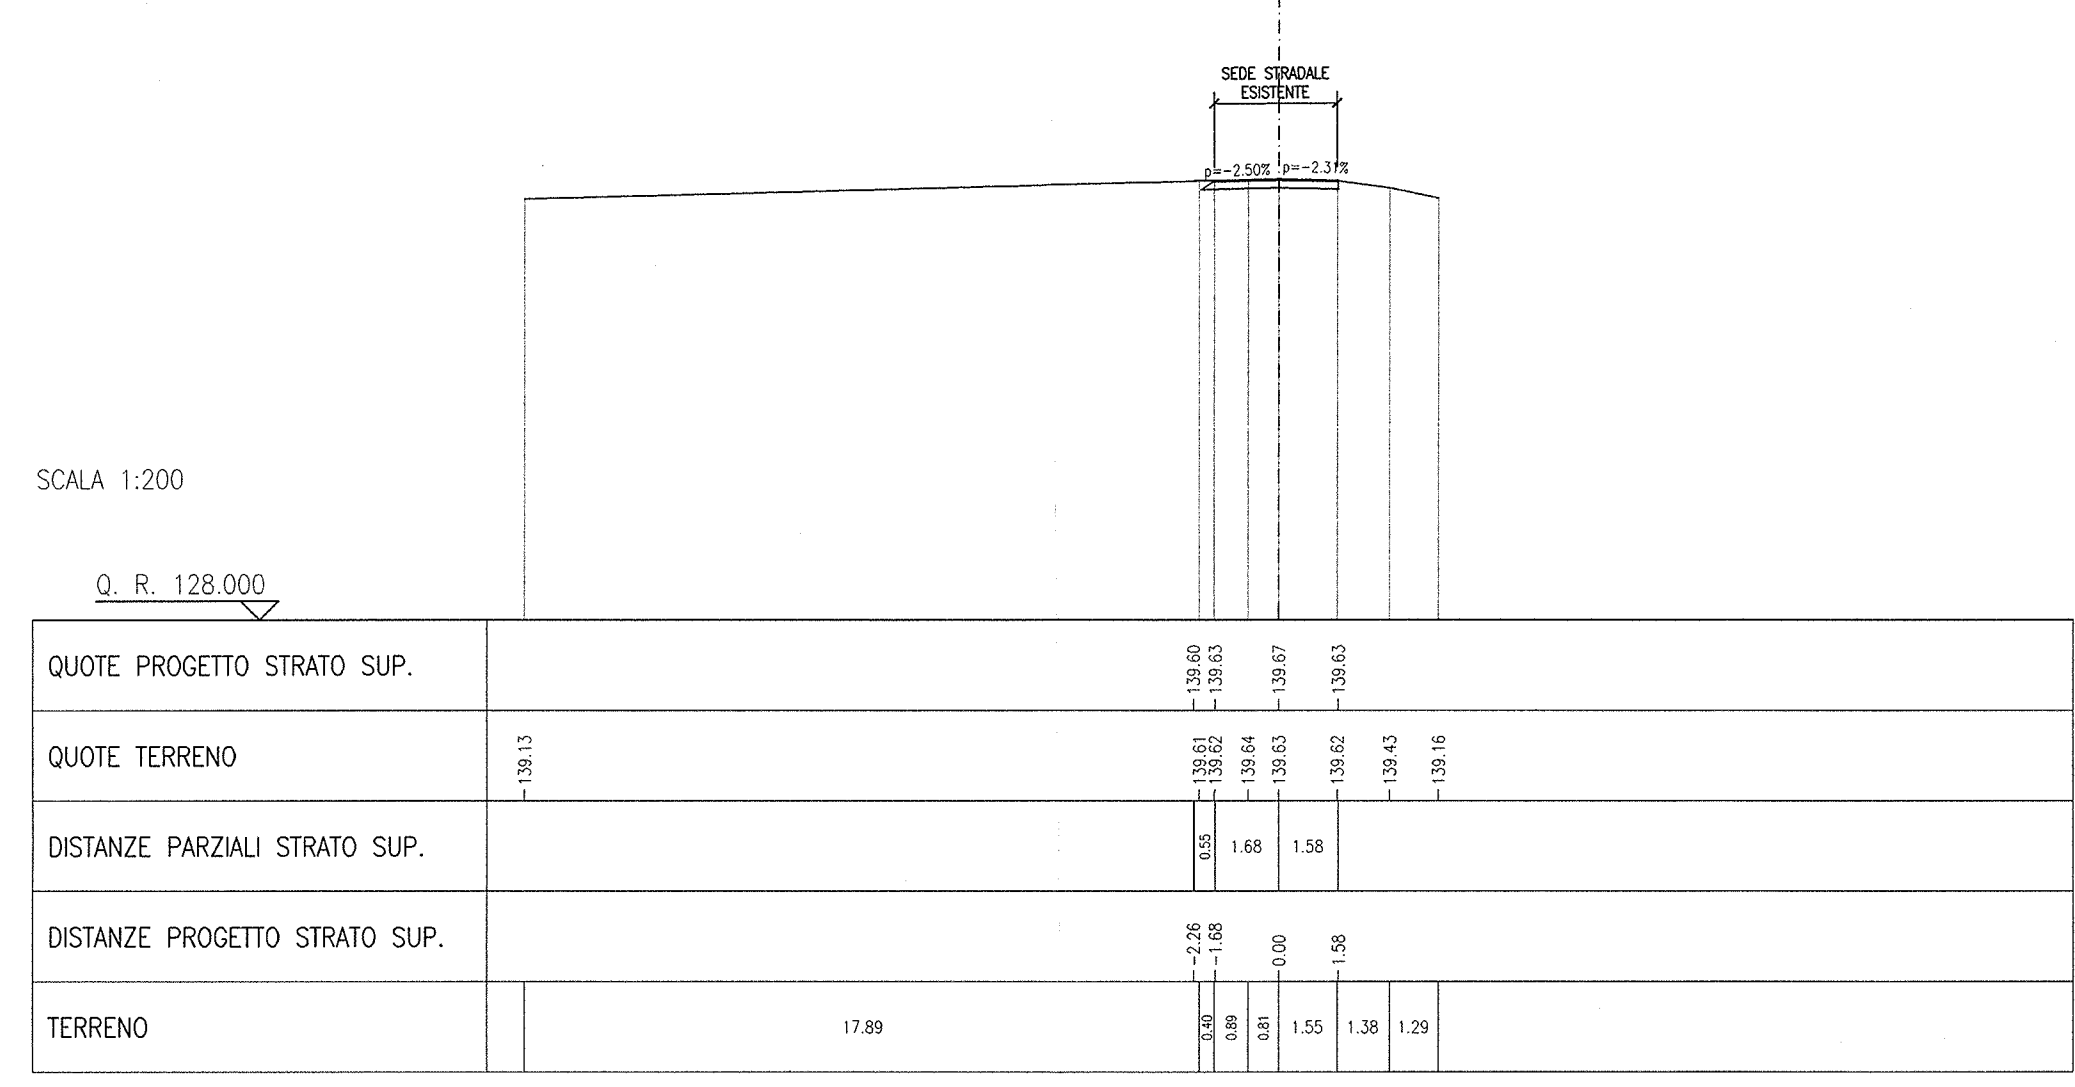 SEDE STRADALE
ESISTENTE
p=-2.50% p=-2.31%
SCALA 1:200
Q. R. 128.000
QUOTE PROGETTO STRATO SUP. 139.60 139.63 139.67 139.63
QUOTE TERRENO 139.13 139.61 139.62 139.64 139.63 139.62 139.43 139.16
DISTANZE PARZIALI STRATO SUP. 0.55 1.68 1.58
DISTANZE PROGETTO STRATO SUP. -2.26 -1.68 0.00 1.58
TERRENO 17.89 0.40 0.89 0.81 1.55 1.38 1.29